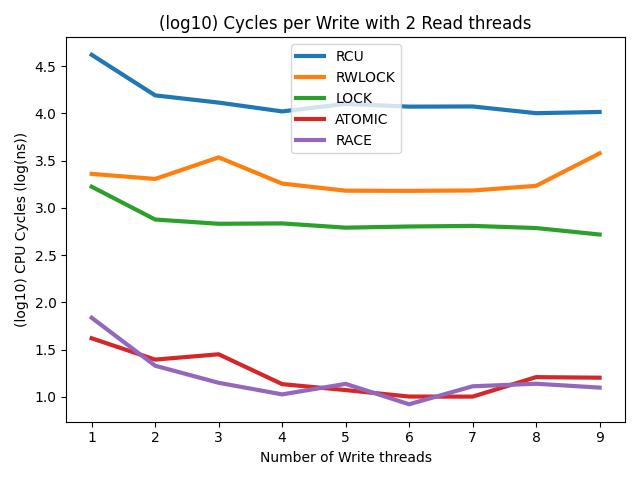 (log10) Cycles per Write with 2 Read threads
RCU
RWLOCK
LOCK
ATOMIC
RACE
(log10) CPU Cycles (log(ns))
4.5
4.0
3.5
3.0
2.5
2.0
1.5
1.0
1 2 3 4 5 6 7 8 9
Number of Write threads